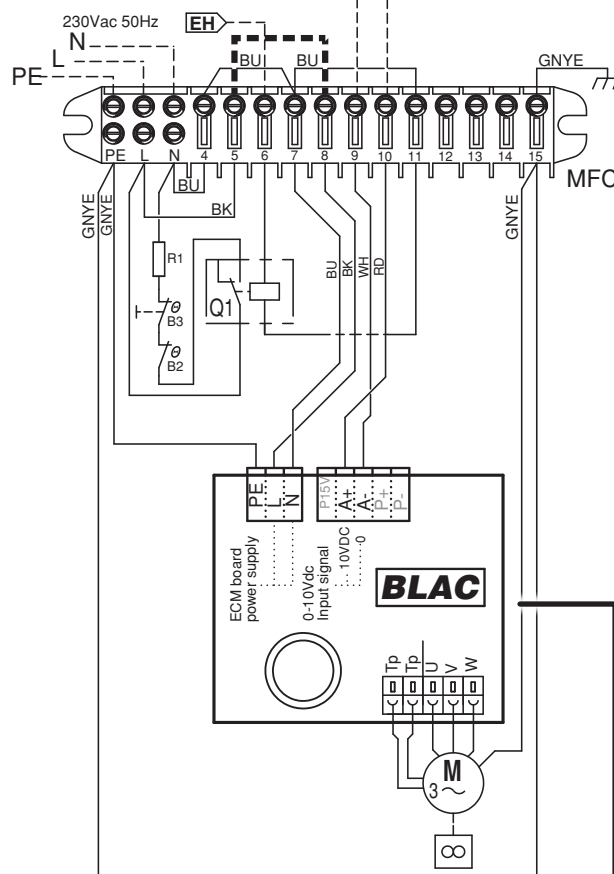 230Vac 50Hz
EH
N
L
PE
BU
BU
GNYE
PE L N 4 5 6 7 8 9 10 11 12 13 14 15
MFC
BU
BK
GNYE
GNYE
GNYE
R1
B3
B2
Q1
BU
BK
WH
RD
PE
L
N
P15V
A+
A-
P+
P-
ECM board
power supply
0-10Vdc
Input signal
10VDC
0
BLAC
Tp
Tp
U
V
W
M
3